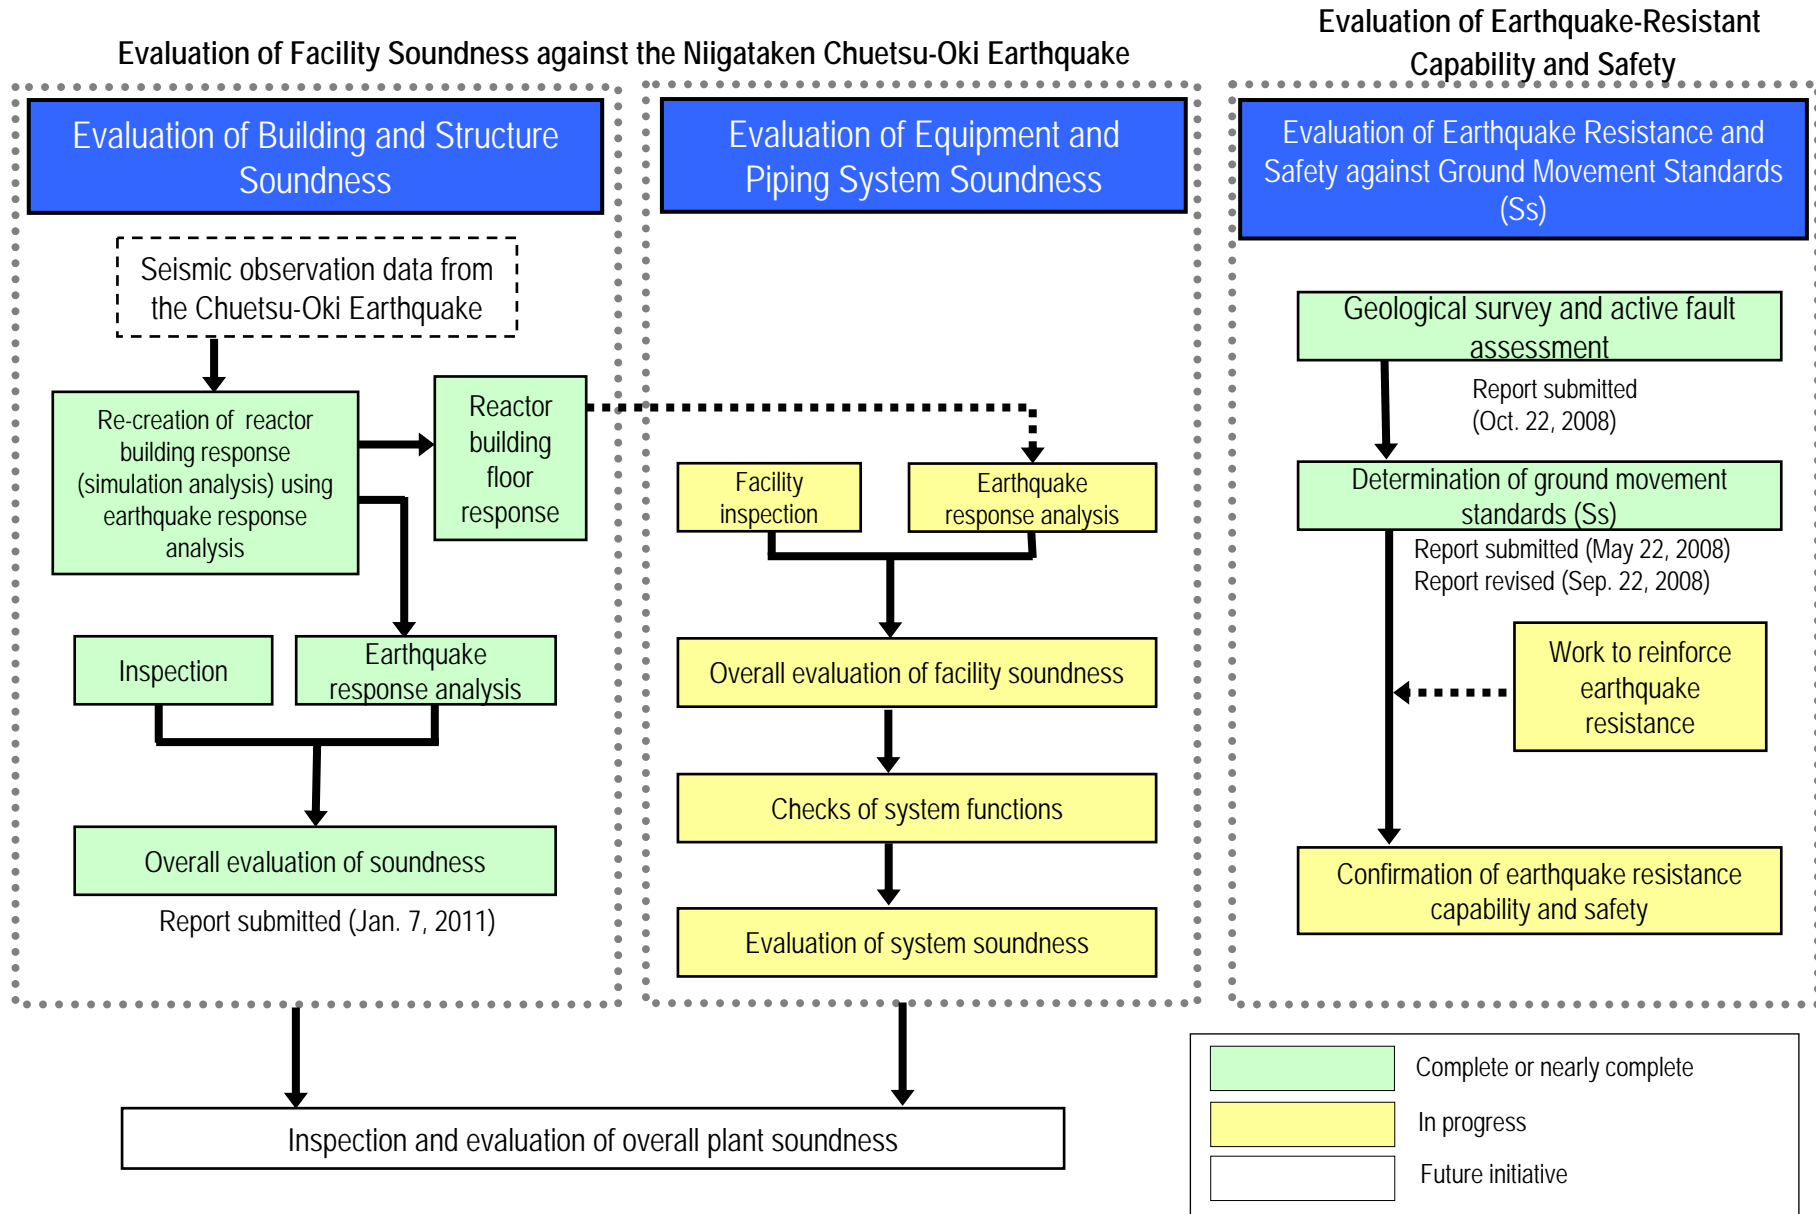 Evaluation of Facility Soundness against the Niigataken Chuetsu-Oki Earthquake
Evaluation of Building and Structure
Soundness
Seismic observation data from
the Chuetsu-Oki Earthquake
Re-creation of reactor
building response
(simulation analysis) using
earthquake response
analysis
Reactor
building
floor
response
Inspection
Earthquake
response analysis
Overall evaluation of soundness
Report submitted (Jan. 7, 2011)
Evaluation of Equipment and
Piping System Soundness
Facility
inspection
Earthquake
response analysis
Overall evaluation of facility soundness
Checks of system functions
Evaluation of system soundness
Inspection and evaluation of overall plant soundness
Evaluation of Earthquake-Resistant
Capability and Safety
Evaluation of Earthquake Resistance and
Safety against Ground Movement Standards
(Ss)
Geological survey and active fault
assessment
Report submitted
(Oct. 22, 2008)
Determination of ground movement
standards (Ss)
Report submitted (May 22, 2008)
Report revised (Sep. 22, 2008)
Work to reinforce
earthquake
resistance
Confirmation of earthquake resistance
capability and safety
Complete or nearly complete
In progress
Future initiative